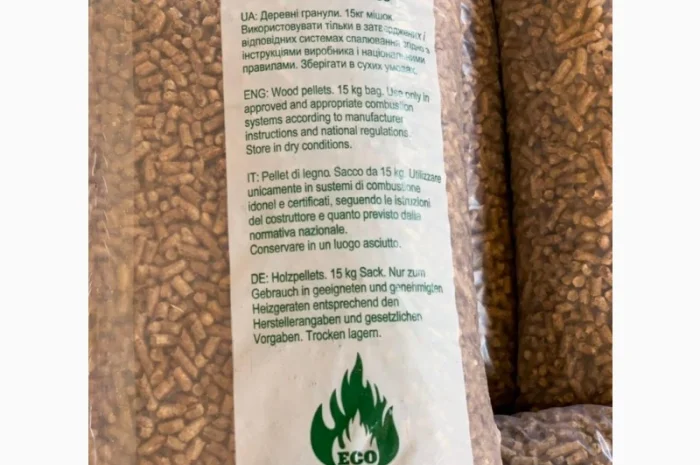 UA: Деревні гранули. 15кг мішок.
Використовувати тільки в затверджених і
відповідних системах спалювання згідно з
інструкціями виробника і національними
правилами. Зберігати в сухих умовах.
ENG: Wood pellets. 15 kg bag. Use only in
approved and appropriate combustion
systems according to manufacturer
instructions and national regulations.
Store in dry conditions.
IT: Pellet di legno. Sacco da 15 kg. Utilizzare
unicamente in sustemi di combustione
idonel e certificati, seguendo le istruzioni
del costruttore e quanto previsto dalla
normativa nazionale.
Conservare in un luogo asciutto.
DE: Holzpellets. 15 kg Sack. Nur zum
Gebrauch in geeigneten und genehmigten
Heizgeraten entsprechend den
Herstellerangaben und gesetzlichen
Vorgaben. Trocken lagern.
ECO